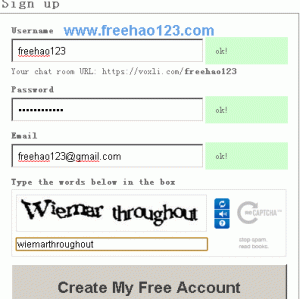 Sign up
www.freehao123.com
Username
freehao123
ok!
Your chat room URL: https://voxli.com/freehao123
Password
••••••••••••
ok!
Email
freehao123@gmail.com
ok!
Type the words below in the box
Wiemar throughout
reCAPTCHA™
stop spam.
read books.
wiemarthroughout
Create My Free Account